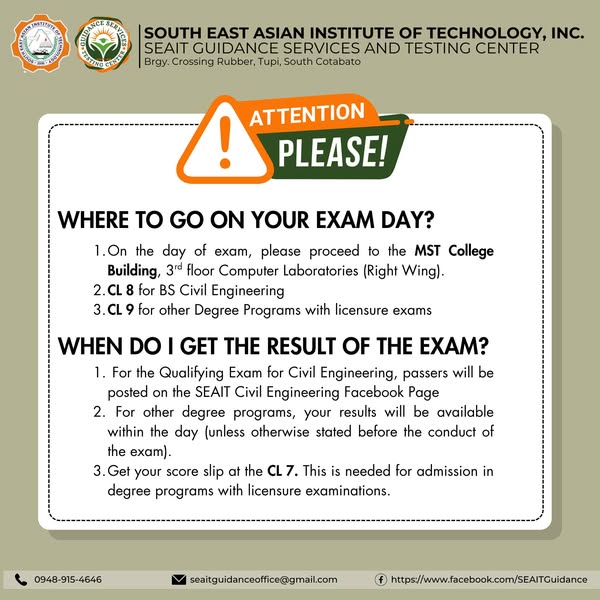 SOUTH EAST ASIAN INSTITUTE OF TECHNOLOGY, INC.
SEAIT GUIDANCE SERVICES AND TESTING CENTER
Brgy. Crossing Rubber, Tupi, South Cotabato
ATTENTION
PLEASE!
WHERE TO GO ON YOUR EXAM DAY?
1. On the day of exam, please proceed to the MST College
Building, 3rd floor Computer Laboratories (Right Wing).
2. CL 8 for BS Civil Engineering
3. CL 9 for other Degree Programs with licensure exams
WHEN DO I GET THE RESULT OF THE EXAM?
1. For the Qualifying Exam for Civil Engineering, passers will be
posted on the SEAIT Civil Engineering Facebook Page
2. For other degree programs, your results will be available
within the day (unless otherwise stated before the conduct of
the exam).
3. Get your score slip at the CL 7. This is needed for admission in
degree programs with licensure examinations.
0948-915-4646
seaitguidanceoffice@gmail.com
https://www.facebook.com/SEAITGuidance